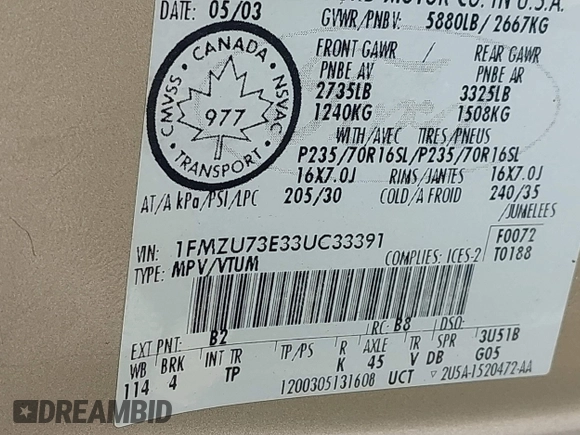 DATE: 05/03
MOTOR CO. IN U.S.A.
GVWR/PNBV: 5880LB/2667KG
FRONT GAWR / REAR GAWR
PNBE AV PNBE AR
2735LB 3325LB
1240KG 1508KG
WITH/AVEC TIRES/PNEUS
P235/70R16SL/P235/70R16SL
16X7.0J RIMS/JANTES 16X7.0J
AT/A kPa/PSI/LPC 205/30 COLD/A FROID 240/35
/JUMELEES
CANADA
CMVSS NSVAC
977
TRANSPORT
VIN: 1FMZU73E33UC33391
F0072
TYPE: MPV/VTUM COMPLIES: ICES-2 T0188
EXT PNT: B2 RC: B8 DSO:
WB BRK INT TR TP/PS R AXLE TR SPR 3U51B
114 4 TP K 45 V DB G05
1200305131608 UCT 2U5A-1520472-AA
DREAMBID